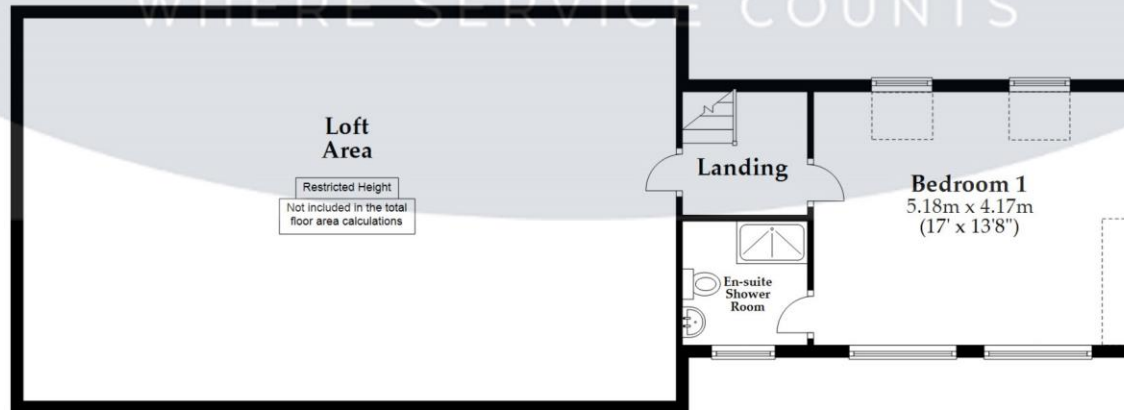 WHERE SERVICE COUNTS
Loft
Area
Restricted Height
Not included in the total
floor area calculations
Landing
Bedroom 1
5.18m x 4.17m
(17' x 13'8")
En-suite
Shower
Room